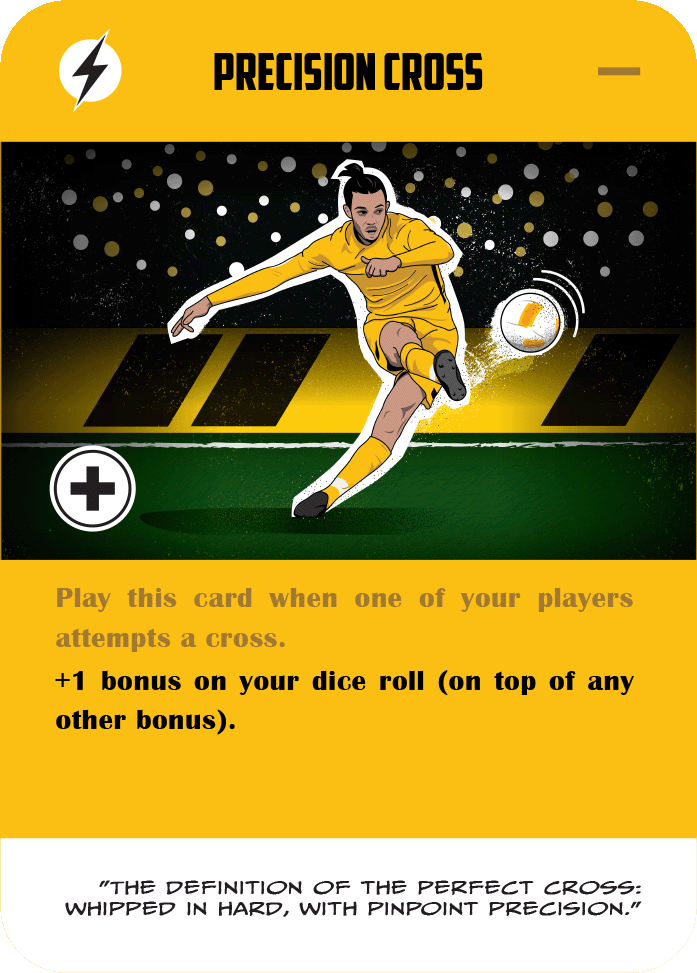 PRECISION CROSS
Play this card when one of your players
attempts a cross.
+1 bonus on your dice roll (on top of any
other bonus).
"THE DEFINITION OF THE PERFECT CROSS:
WHIPPED IN HARD, WITH PINPOINT PRECISION."